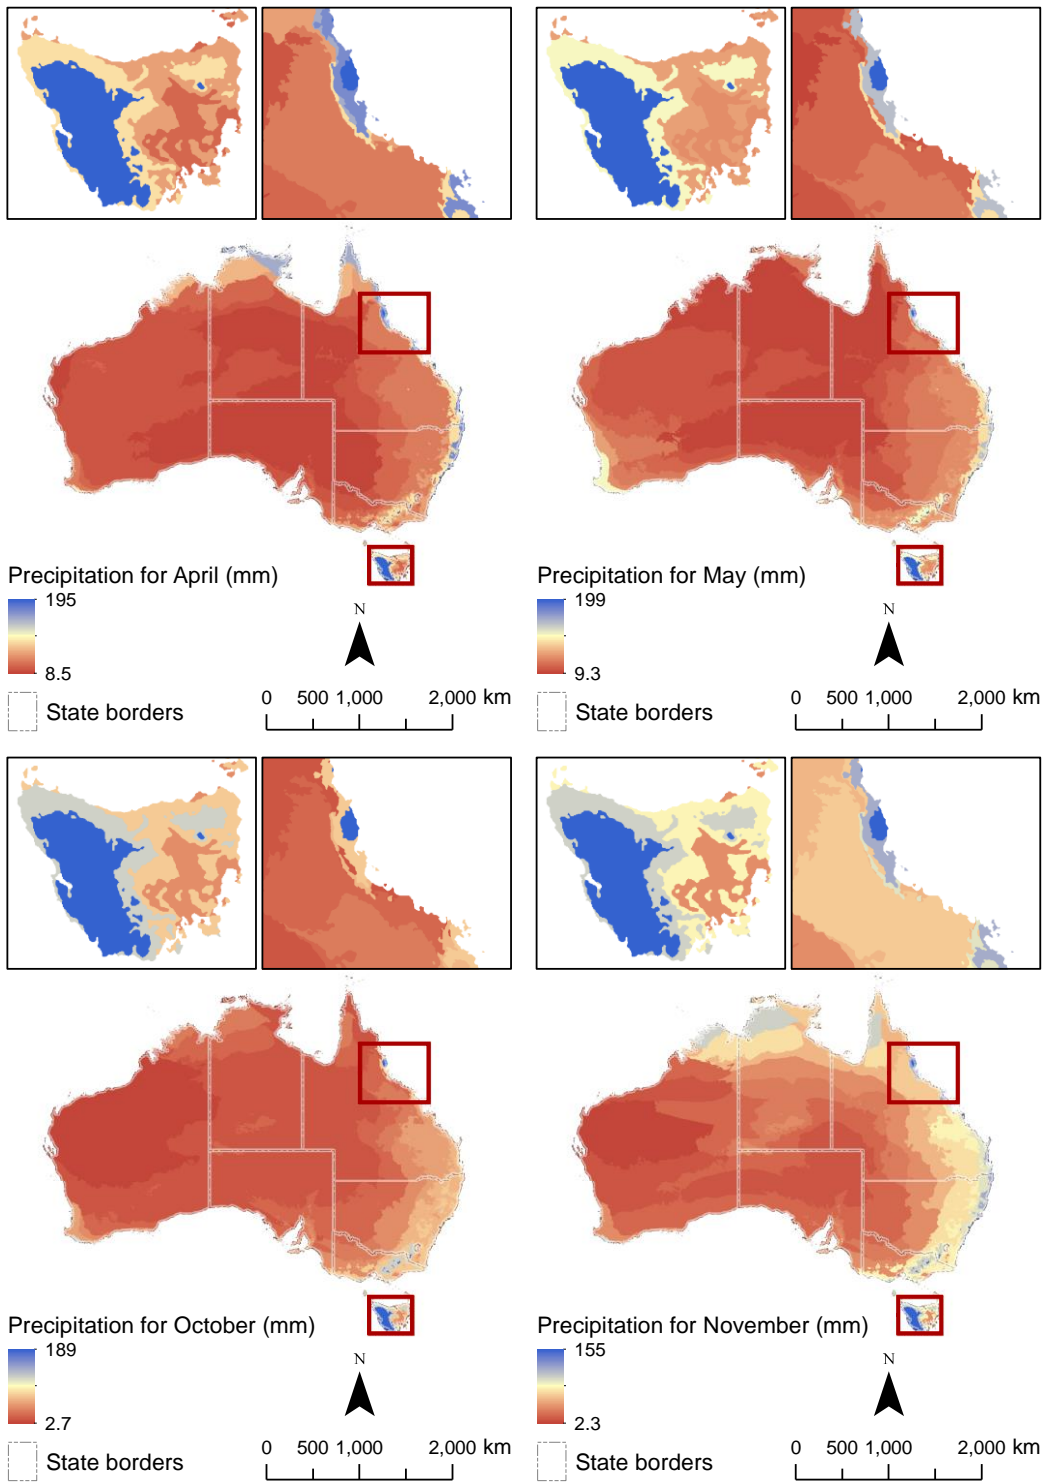 Precipitation for April (mm)
195
8.5
State borders
N
0 500 1,000 2,000 km
Precipitation for May (mm)
199
9.3
State borders
N
0 500 1,000 2,000 km
Precipitation for October (mm)
189
2.7
State borders
N
0 500 1,000 2,000 km
Precipitation for November (mm)
155
2.3
State borders
N
0 500 1,000 2,000 km